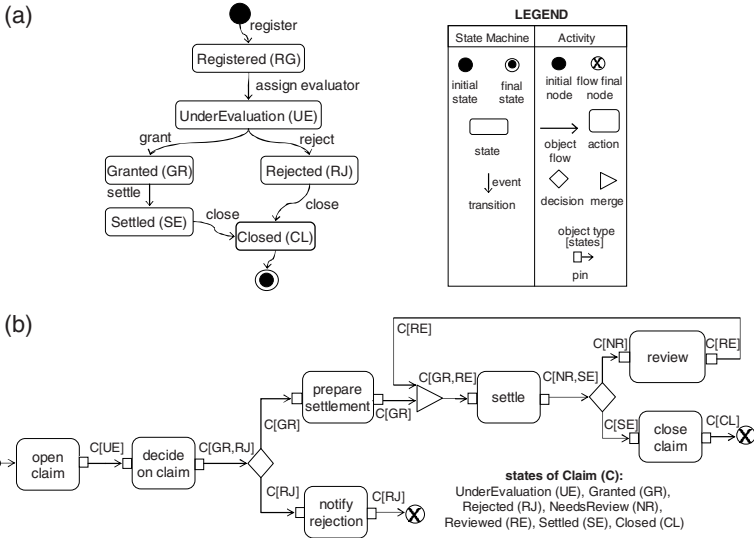 (a)
register
Registered (RG)
assign evaluator
UnderEvaluation (UE)
grant
reject
Granted (GR)
Rejected (RJ)
settle
close
Settled (SE)
close
Closed (CL)
LEGEND
State Machine
Activity
initial state
final state
initial node
flow final node
state
object flow
action
event
transition
decision
merge
object type
[states]
pin
(b)
C[RE]
C[NR]
review
C[RE]
prepare settlement
C[GR,RE]
settle
C[NR,SE]
C[GR]
C[GR]
C[SE]
close claim
C[CL]
open claim
C[UE]
decide on claim
C[GR,RJ]
C[RJ]
notify rejection
C[RJ]
states of Claim (C):
UnderEvaluation (UE), Granted (GR),
Rejected (RJ), NeedsReview (NR),
Reviewed (RE), Settled (SE), Closed (CL)